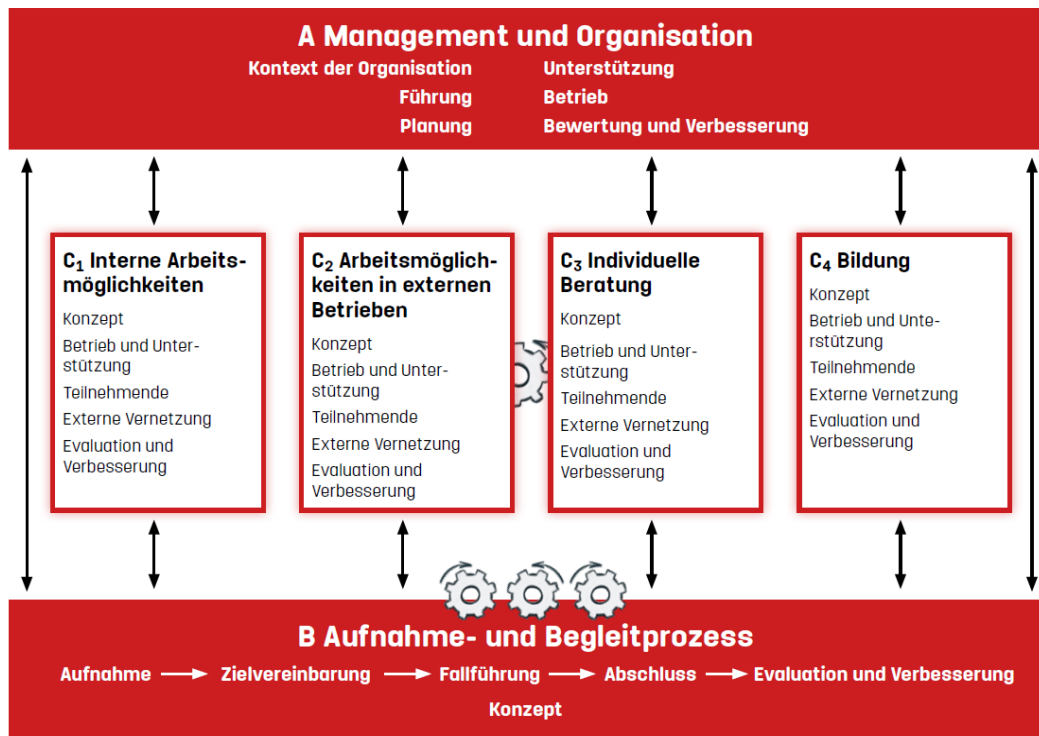 A Management und Organisation
Kontext der Organisation
Führung
Planung
Unterstützung
Betrieb
Bewertung und Verbesserung
C1 Interne Arbeits-
möglichkeiten
Konzept
Betrieb und Unter-
stützung
Teilnehmende
Externe Vernetzung
Evaluation und
Verbesserung
C2 Arbeitsmöglich-
keiten in externen
Betrieben
Konzept
Betrieb und Unter-
stützung
Teilnehmende
Externe Vernetzung
Evaluation und
Verbesserung
C3 Individuelle
Beratung
Konzept
Betrieb und Unter-
stützung
Teilnehmende
Externe Vernetzung
Evaluation und
Verbesserung
C4 Bildung
Konzept
Betrieb und Unte-
rstützung
Teilnehmende
Externe Vernetzung
Evaluation und
Verbesserung
B Aufnahme- und Begleitprozess
Aufnahme → Zielvereinbarung → Fallführung → Abschluss → Evaluation und Verbesserung
Konzept